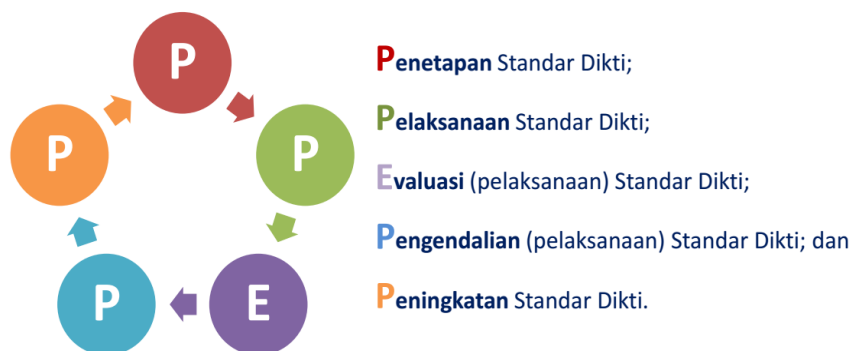 P
P
P
P
E
Penetapan Standar Dikti;
Pelaksanaan Standar Dikti;
Evaluasi (pelaksanaan) Standar Dikti;
Pengendalian (pelaksanaan) Standar Dikti; dan
Peningkatan Standar Dikti.